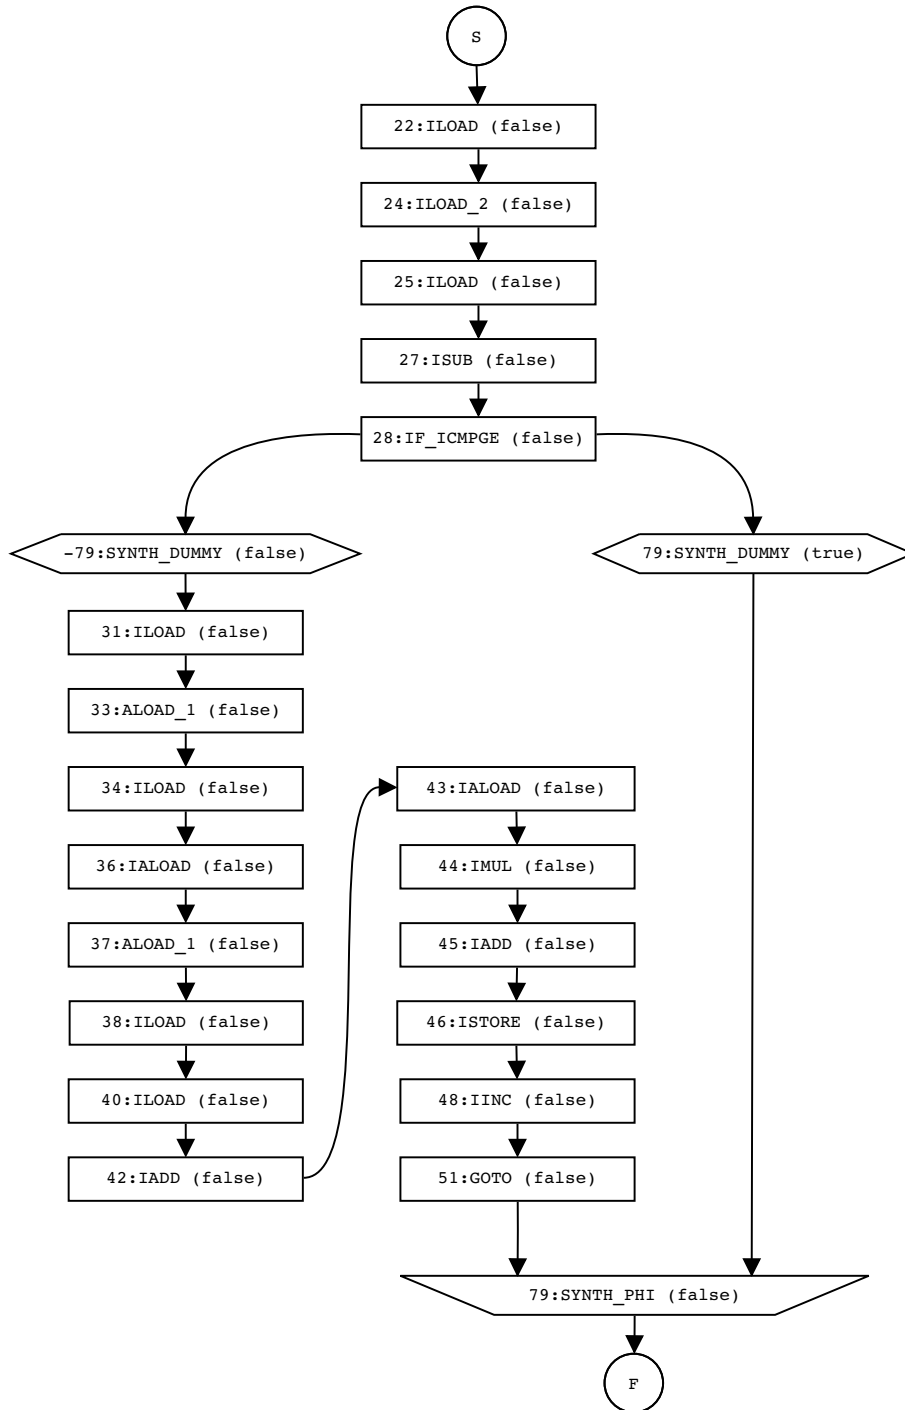 S
22:ILOAD (false)
24:ILOAD_2 (false)
25:ILOAD (false)
27:ISUB (false)
28:IF_ICMPGE (false)
-79:SYNTH_DUMMY (false)
79:SYNTH_DUMMY (true)
31:ILOAD (false)
33:ALOAD_1 (false)
34:ILOAD (false)
36:IALOAD (false)
37:ALOAD_1 (false)
38:ILOAD (false)
40:ILOAD (false)
42:IADD (false)
43:IALOAD (false)
44:IMUL (false)
45:IADD (false)
46:ISTORE (false)
48:IINC (false)
51:GOTO (false)
79:SYNTH_PHI (false)
F